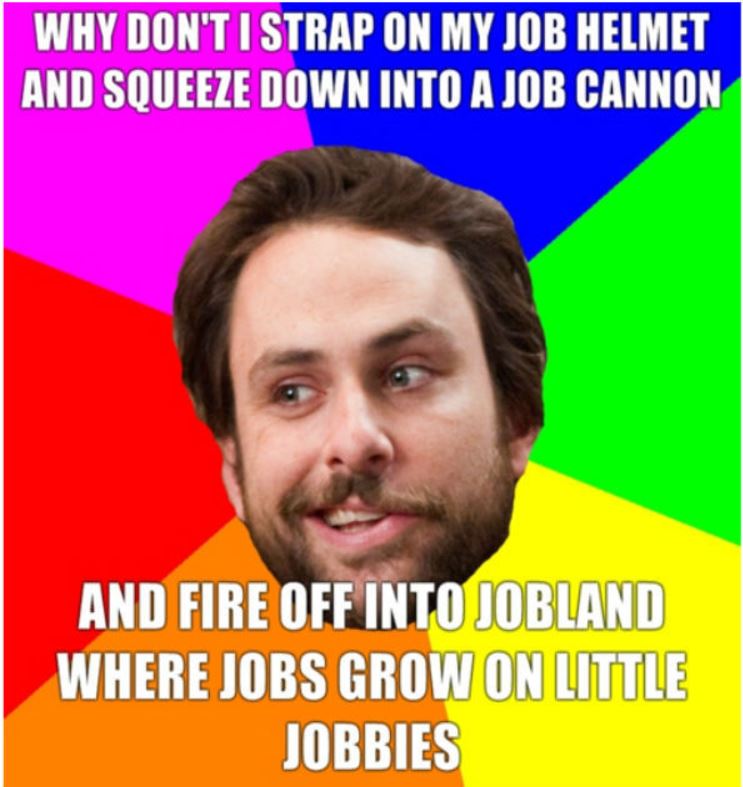 WHY DON'T I STRAP ON MY JOB HELMET
AND SQUEEZE DOWN INTO A JOB CANNON
AND FIRE OFF INTO JOBLAND
WHERE JOBS GROW ON LITTLE
JOBBIES